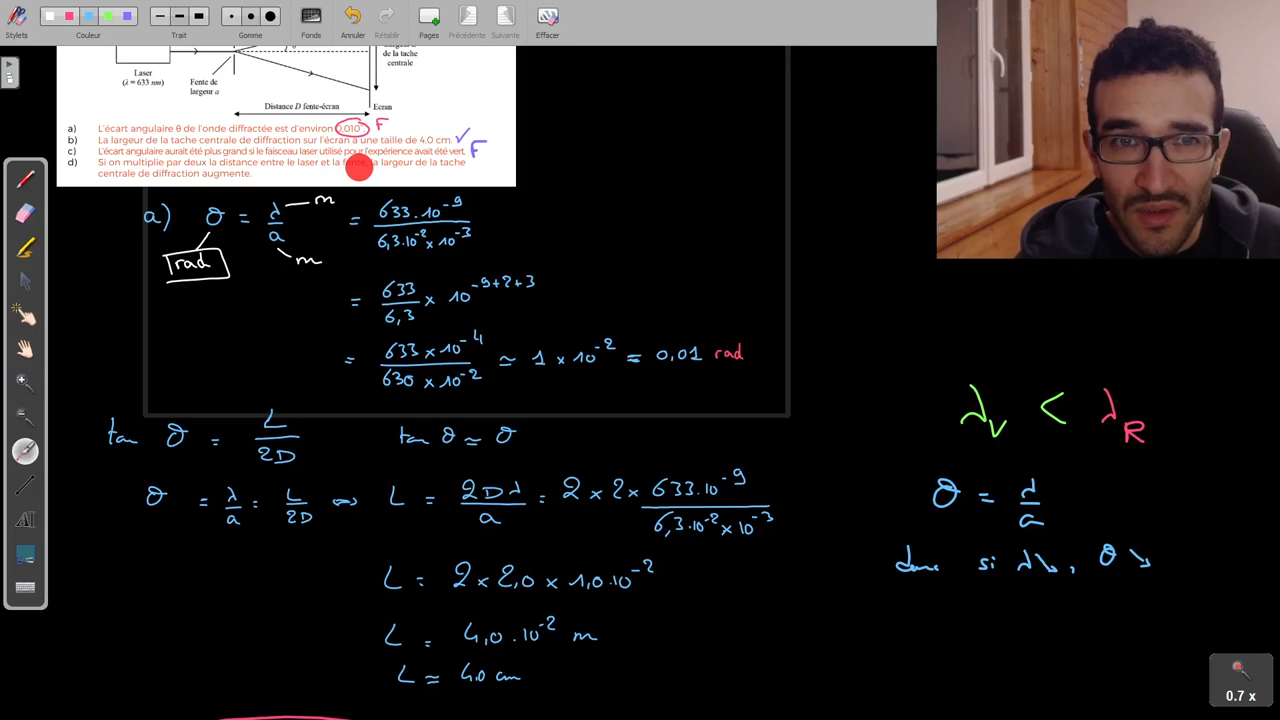 Stylets
Couleur
Trait
Gomme
Fonds
Annuler
Rétablir
Pages
Précédente
Suivante
Effacer
de la tache
centrale
Laser
(λ = 633 nm)
Fente de
largeur a
Distance D fente-écran
Ecran
a) L'écart angulaire θ de l'onde diffractée est d'environ 0,010° F
b) La largeur de la tache centrale de diffraction sur l'écran a une taille de 4.0 cm. ✓
c) L'écart angulaire aurait été plus grand si le faisceau laser utilisé pour l'expérience avait été vert. F
d) Si on multiplie par deux la distance entre le laser et la fente, la largeur de la tache
centrale de diffraction augmente.
a) θ = λ/a = 633.10^-9 / 6,3.10^-2 × 10^-3
m
m
rad
= 633/6,3 × 10^-9+2+3
= 633 × 10^-4 / 630 × 10^-2 ≃ 1 × 10^-2 = 0,01 rad
tan θ = L/2D tan θ ≃ θ
θ = λ/a = L/2D ⇔ L = 2Dλ/a = 2 × 2 × 633.10^-9 / 6,3.10^-2 × 10^-3
L = 2 × 2,0 × 1,0.10^-2
L = 4,0.10^-2 m
L ≃ 4,0 cm
λV < λR
θ = λ/a
donc si λ↘, θ↘
0.7 x